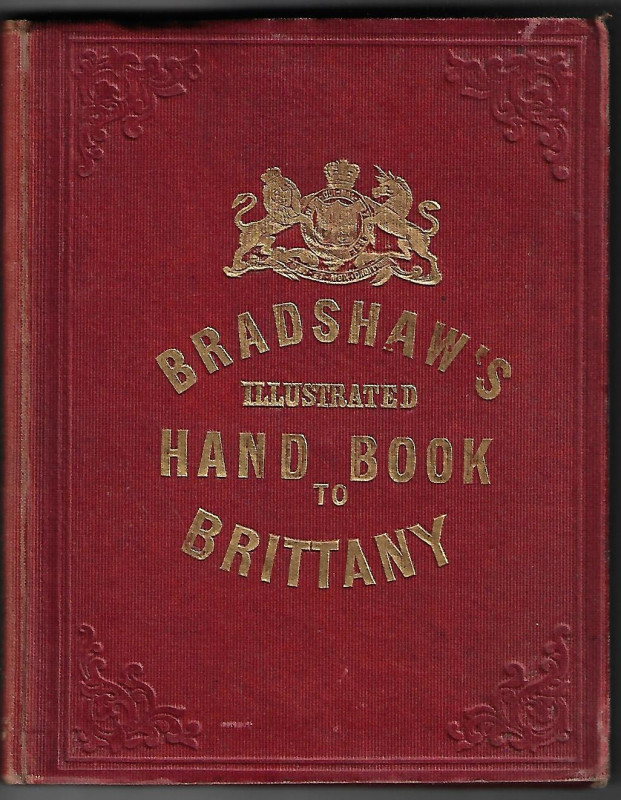 BRADSHAW'S
ILLUSTRATED
HAND BOOK
TO
BRITTANY